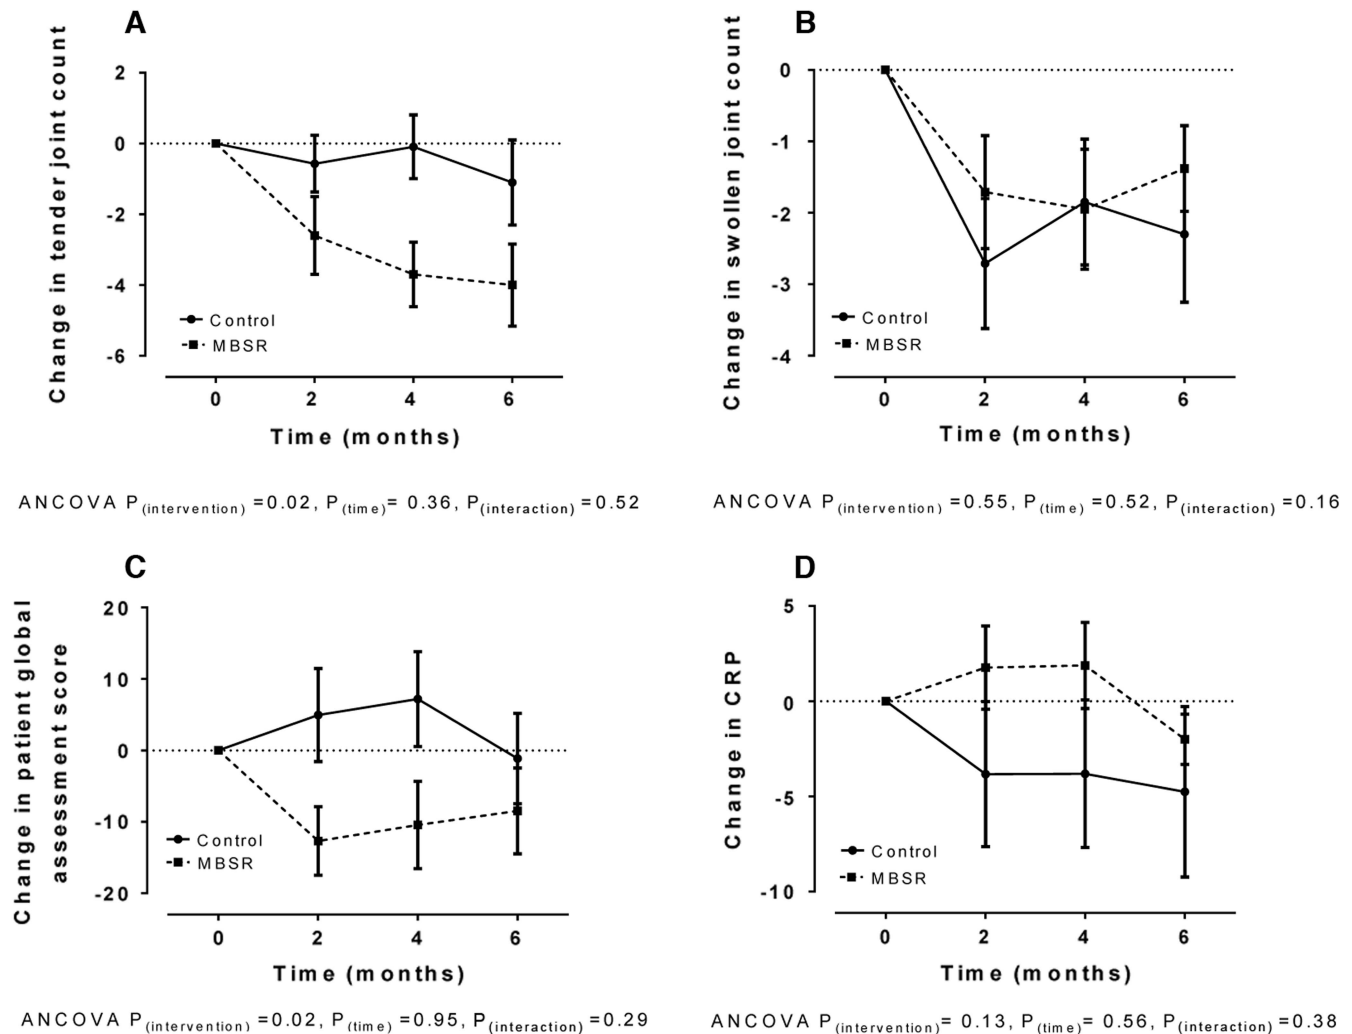 A
Change in tender joint count
2
0
-2
-4
-6
Control
MBSR
0 2 4 6
Time (months)
ANCOVA P(intervention) =0.02, P(time)= 0.36, P(interaction) =0.52
B
Change in swollen joint count
0
-1
-2
-3
-4
Control
MBSR
0 2 4 6
Time (months)
ANCOVA P(intervention) =0.55, P(time) =0.52, P(interaction) =0.16
C
Change in patient global
assessment score
20
10
0
-10
-20
Control
MBSR
0 2 4 6
Time (months)
ANCOVA P(intervention) =0.02, P(time) =0.95, P(interaction) =0.29
D
Change in CRP
5
0
-5
-10
Control
MBSR
0 2 4 6
Time (months)
ANCOVA P(intervention)= 0.13, P(time)= 0.56, P(interaction) =0.38